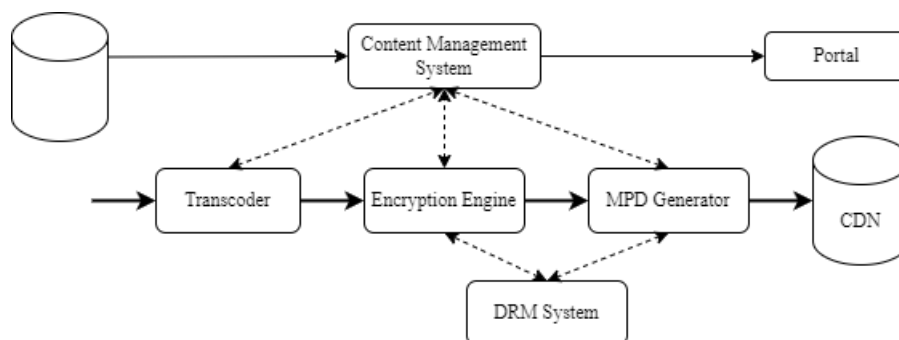 Content Management
System
Portal
Transcoder
Encryption Engine
MPD Generator
CDN
DRM System